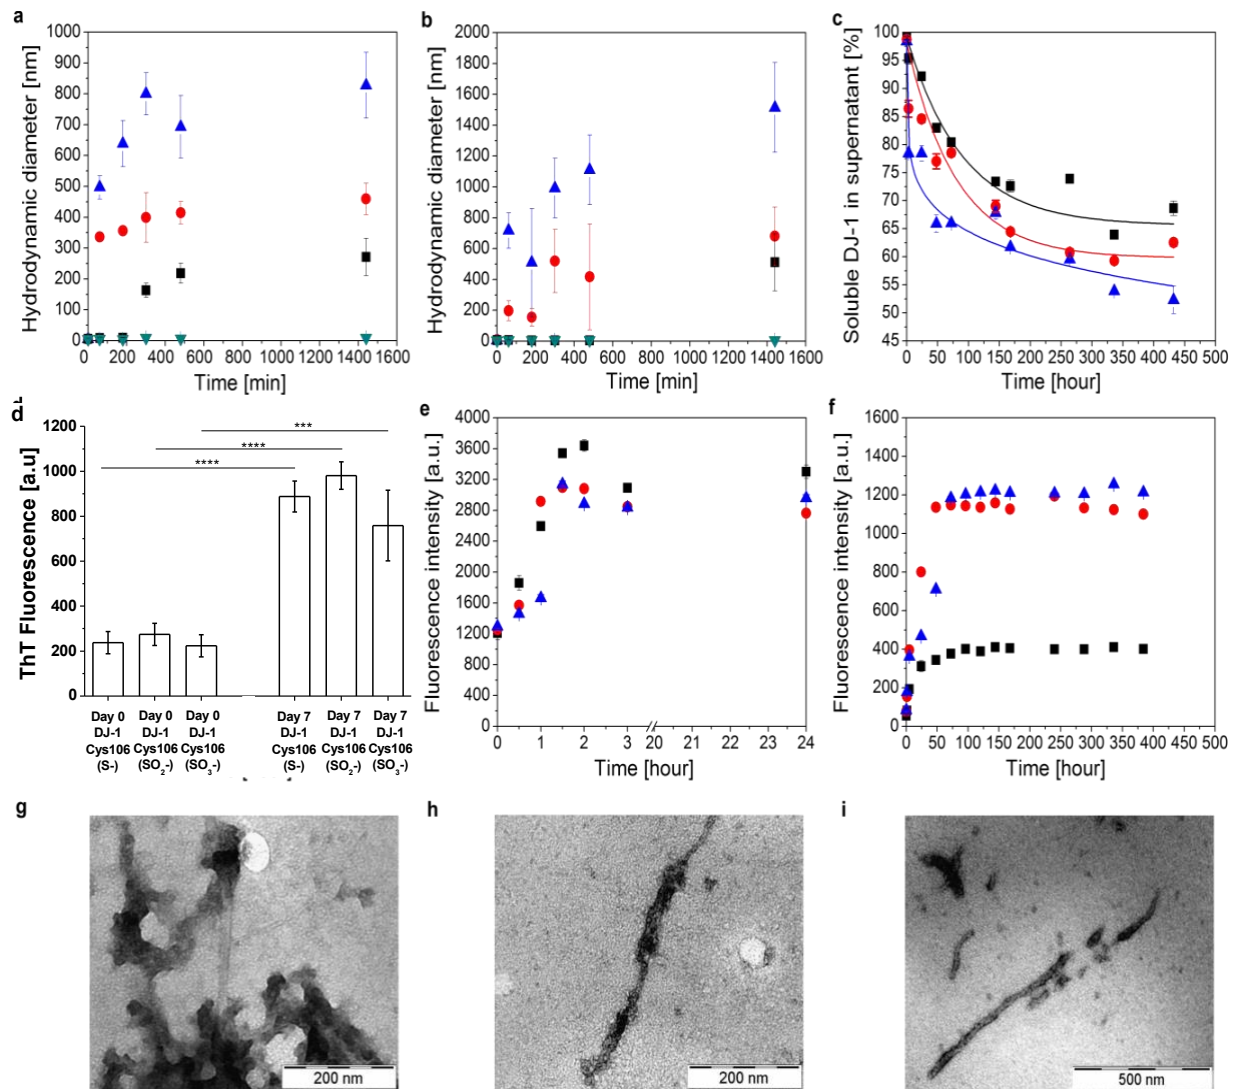 a
1000
900
800
700
600
500
400
300
200
100
0
0 200 400 600 800 1000 1200 1400 1600
Hydrodynamic diameter [nm]
Time [min]
b
2000
1800
1600
1400
1200
1000
800
600
400
200
0
0 200 400 600 800 1000 1200 1400 1600
Hydrodynamic diameter [nm]
Time [min]
c
100
95
90
85
80
75
70
65
60
55
50
45
0 50 100 150 200 250 300 350 400 450 500
Soluble DJ-1 in supernatant [%]
Time [hour]
d
1200
1000
800
600
400
200
0
ThT Fluorescence [a.u]
***
****
****
Day 0 Day 0 Day 0 Day 7 Day 7 Day 7
DJ-1 DJ-1 DJ-1 DJ-1 DJ-1 DJ-1
Cys106 Cys106 Cys106 Cys106 Cys106 Cys106
(S-) (SO2-) (SO3-) (S-) (SO2-) (SO3-)
e
4000
3600
3200
2800
2400
2000
1600
1200
800
400
0
0 1 2 3 20 21 22 23 24
Fluorescence intensity [a.u.]
Time [hour]
f
1600
1400
1200
1000
800
600
400
200
0
0 50 100 150 200 250 300 350 400 450 500
Fluorescence intensity [a.u.]
Time [hour]
g
200 nm
h
200 nm
i
500 nm